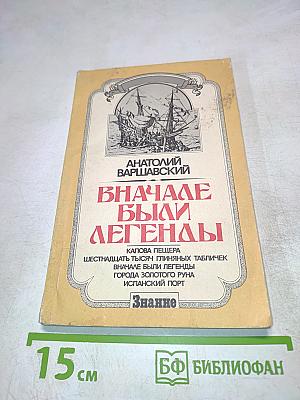 АНАТОЛИЙ
ВАРШАВСКИЙ
ВНАЧАЛЕ
БЫЛИ
ЛЕГЕНДЫ
КАПОВА ПЕЩЕРА
ШЕСТНАДЦАТЬ ТЫСЯЧ ГЛИНЯНЫХ ТАБЛИЧЕК
ВНАЧАЛЕ БЫЛИ ЛЕГЕНДЫ
ГОРОДА ЗОЛОТОГО РУНА
ИСПАНСКИЙ ПОРТ
Знание
15 см
БФ БИБЛИОФАН